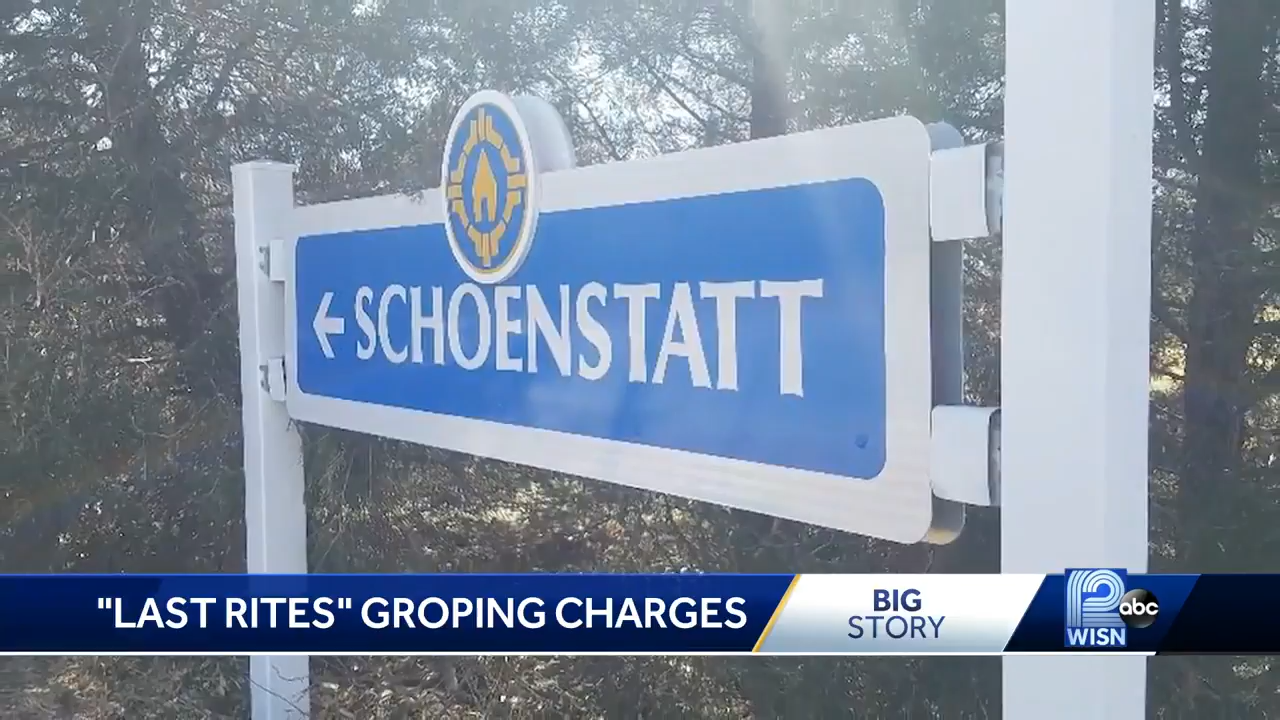 ← SCHOENSTATT
"LAST RITES" GROPING CHARGES
BIG
STORY
12
abc
WISN